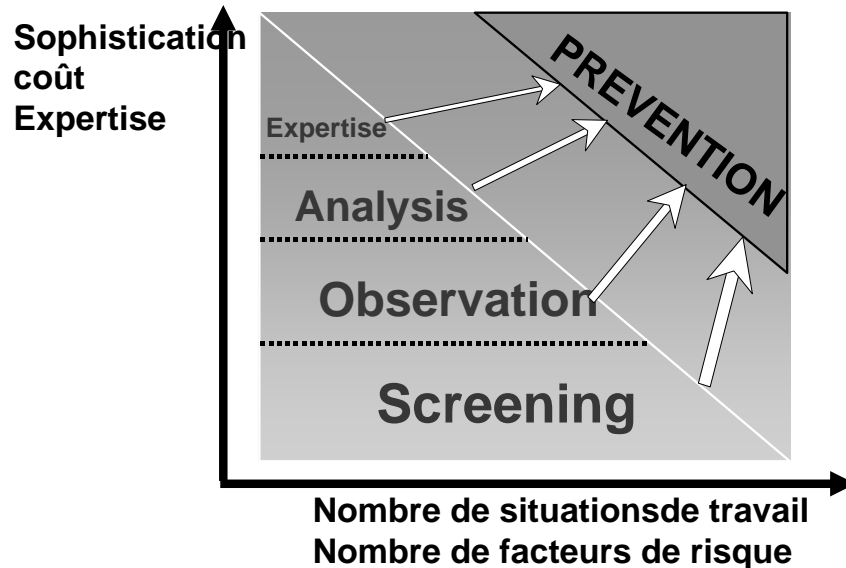 Sophistication
coût
Expertise
PREVENTION
Expertise
Analysis
Observation
Screening
Nombre de situationsde travail
Nombre de facteurs de risque